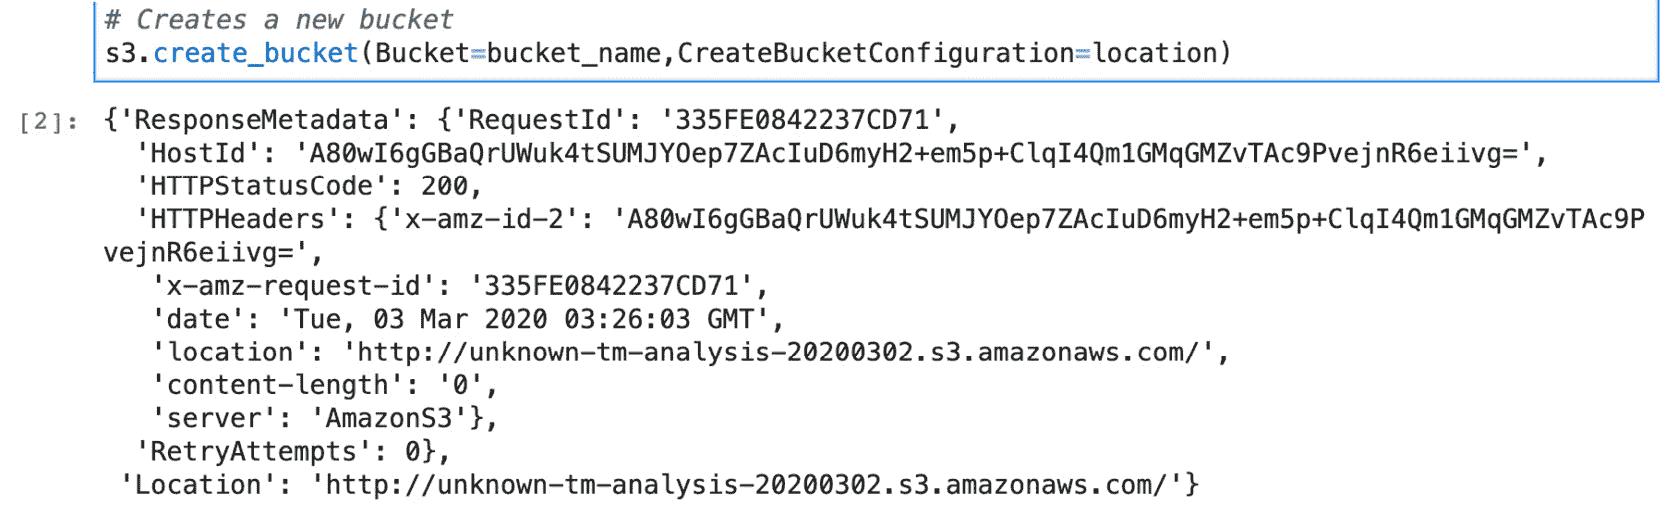 # Creates a new bucket
s3.create_bucket(Bucket=bucket_name,CreateBucketConfiguration=location)
[2]: {'ResponseMetadata': {'RequestId': '335FE0842237CD71',
'HostId': 'A80wI6gGBaQrUWuk4tSUMJYOep7ZAcIuD6myH2+em5p+ClqI4Qm1GMqGMZvTAc9PvejnR6eiivg=',
'HTTPStatusCode': 200,
'HTTPHeaders': {'x-amz-id-2': 'A80wI6gGBaQrUWuk4tSUMJYOep7ZAcIuD6myH2+em5p+ClqI4Qm1GMqGMZvTAc9P
vejnR6eiivg=',
'x-amz-request-id': '335FE0842237CD71',
'date': 'Tue, 03 Mar 2020 03:26:03 GMT',
'location': 'http://unknown-tm-analysis-20200302.s3.amazonaws.com/',
'content-length': '0',
'server': 'AmazonS3'},
'RetryAttempts': 0},
'Location': 'http://unknown-tm-analysis-20200302.s3.amazonaws.com/'}